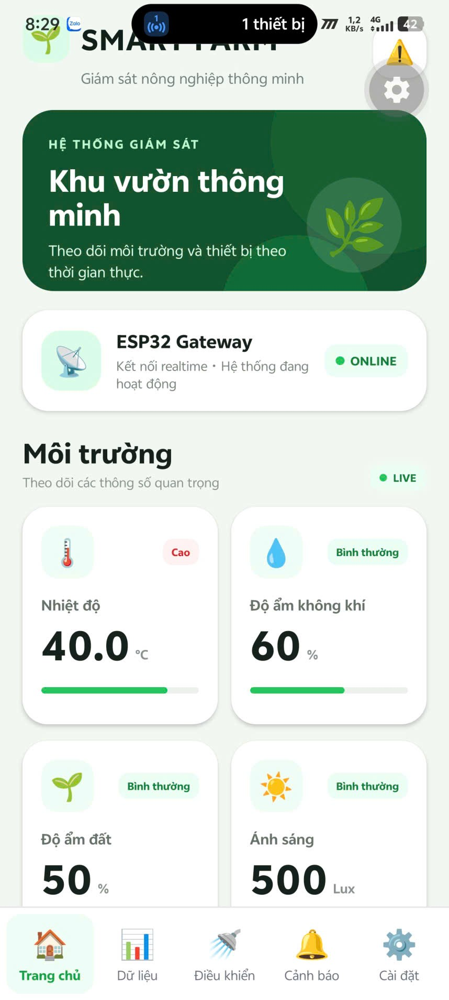 8:29
Zalo
1
1 thiết bị
1,2
KB/s
4G
42
SMART FARM
Giám sát nông nghiệp thông minh
HỆ THỐNG GIÁM SÁT
Khu vườn thông
minh
Theo dõi môi trường và thiết bị theo
thời gian thực.
ESP32 Gateway
Kết nối realtime • Hệ thống đang
hoạt động
ONLINE
Môi trường
Theo dõi các thông số quan trọng
LIVE
Cao
Nhiệt độ
40.0 °C
Bình thường
Độ ẩm không khí
60 %
Bình thường
Độ ẩm đất
50 %
Bình thường
Ánh sáng
500 Lux
Trang chủ
Dữ liệu
Điều khiển
Cảnh báo
Cài đặt